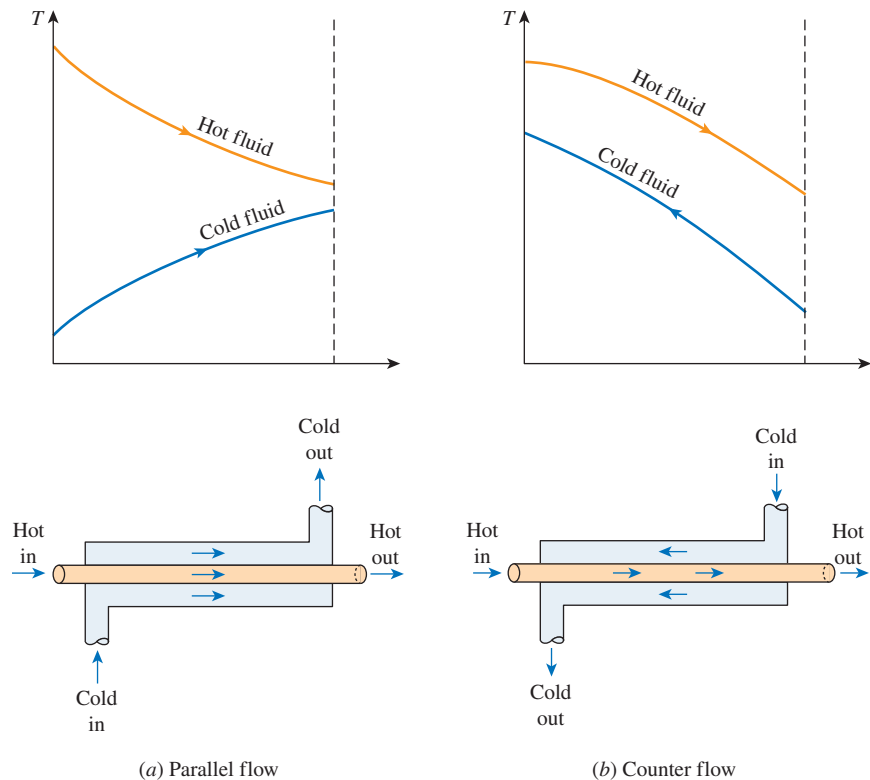 T
Hot fluid
Cold fluid
T
Hot fluid
Cold fluid
Cold
out
Hot
in
Hot
out
Cold
in
(a) Parallel flow
Cold
in
Hot
in
Hot
out
Cold
out
(b) Counter flow